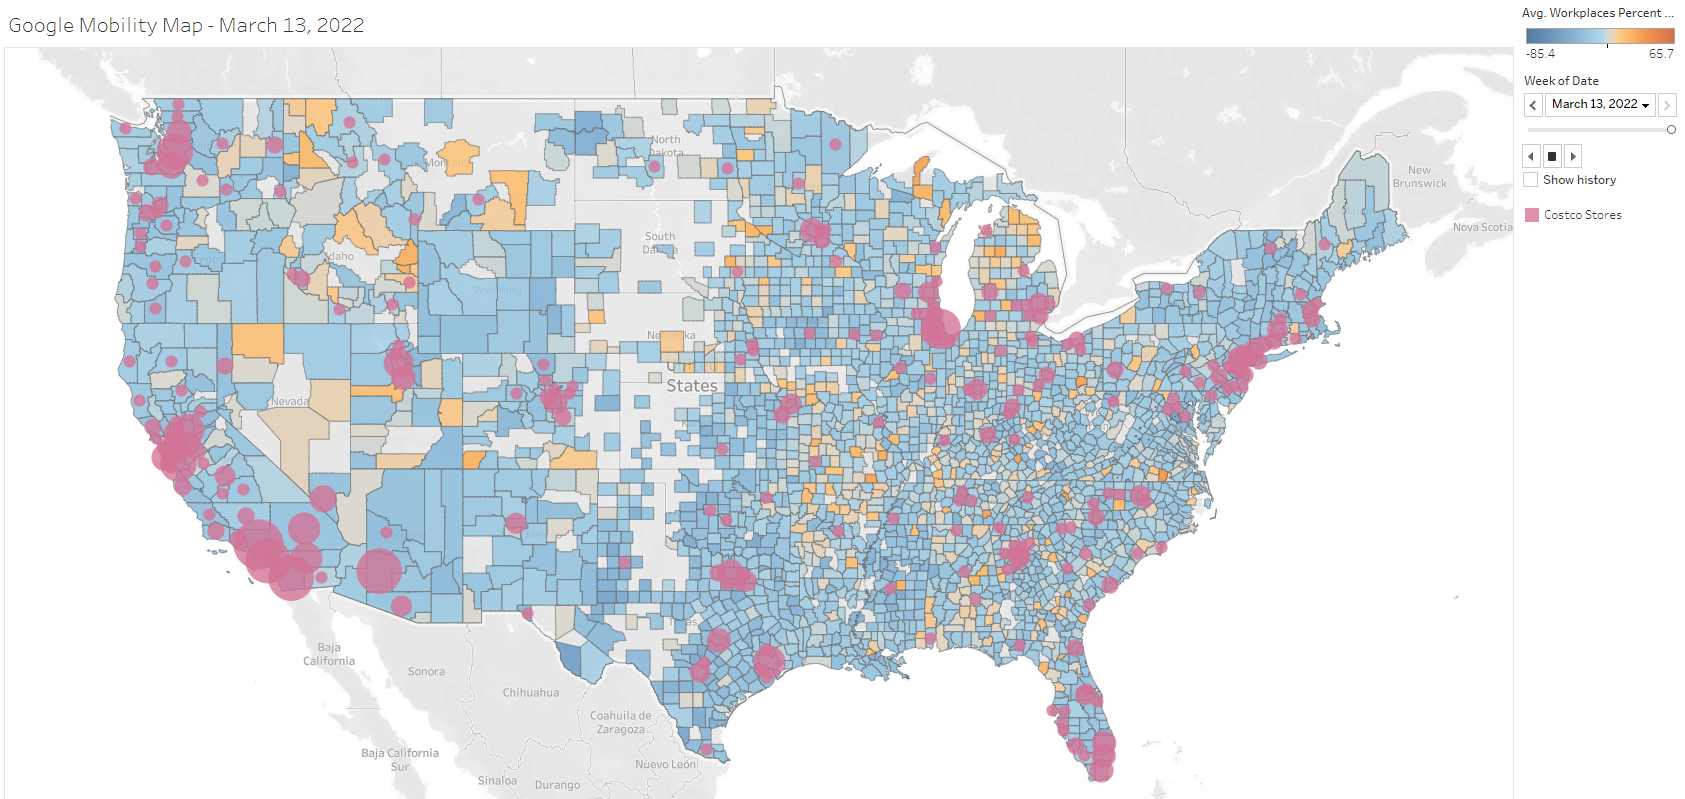 Google Mobility Map - March 13, 2022
Avg. Workplaces Percent ...
-85.4
65.7
Week of Date
March 13, 2022
Show history
Costco Stores
New
Brunswick
Nova Scotia
North
Dakota
Montana
South
Dakota
Idaho
Wyoming
Nebraska
States
Nevada
Texas
Baja
California
Sonora
Chihuahua
Coahuila de
Zaragoza
Baja California
Sur
Nuevo León
Sinaloa
Durango